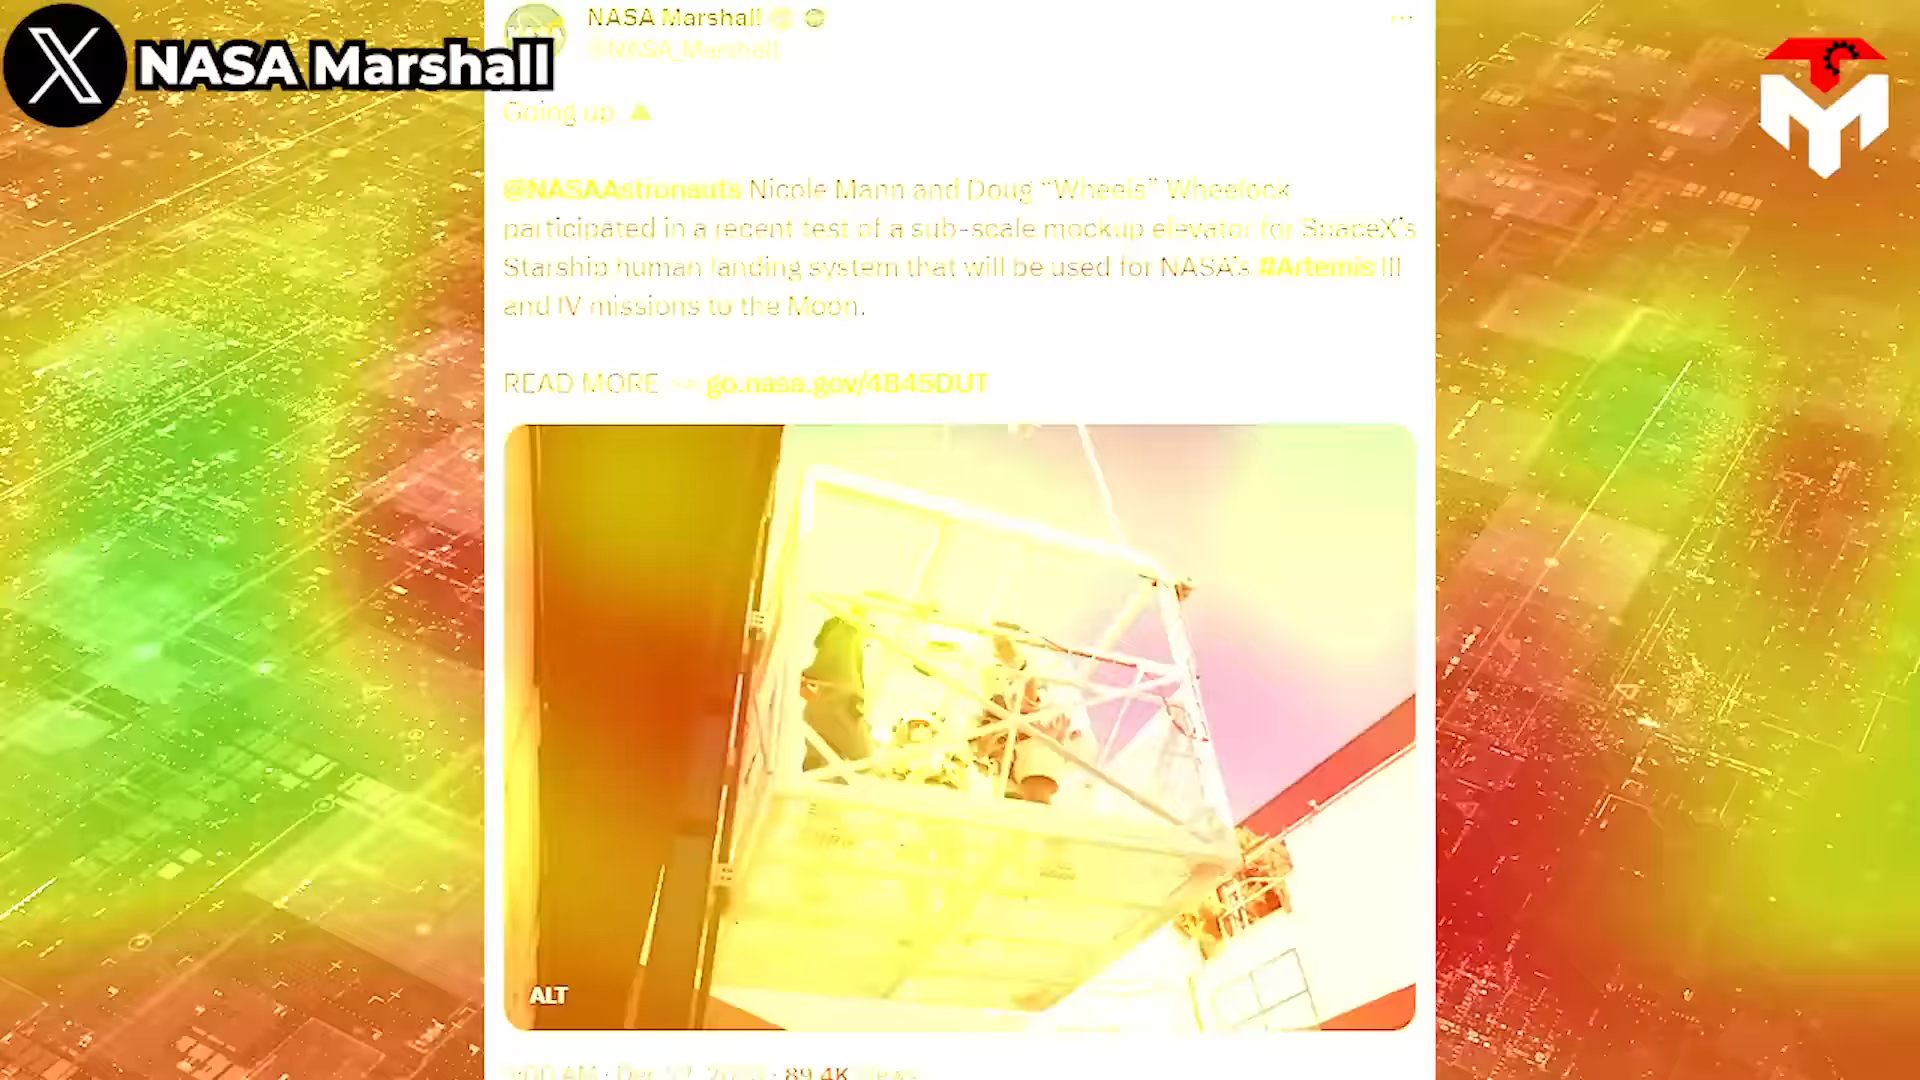 NASA Marshall
NASA Marshall
@NASA_Marshall
Going up
@NASAAstronauts Nicole Mann and Doug “Wheels” Wheelock
participated in a recent test of a sub-scale mockup elevator for SpaceX's
Starship human landing system that will be used for NASA's #Artemis III
and IV missions to the Moon.
READ MORE >> go.nasa.gov/4845DUT
ALT
89.4K Views